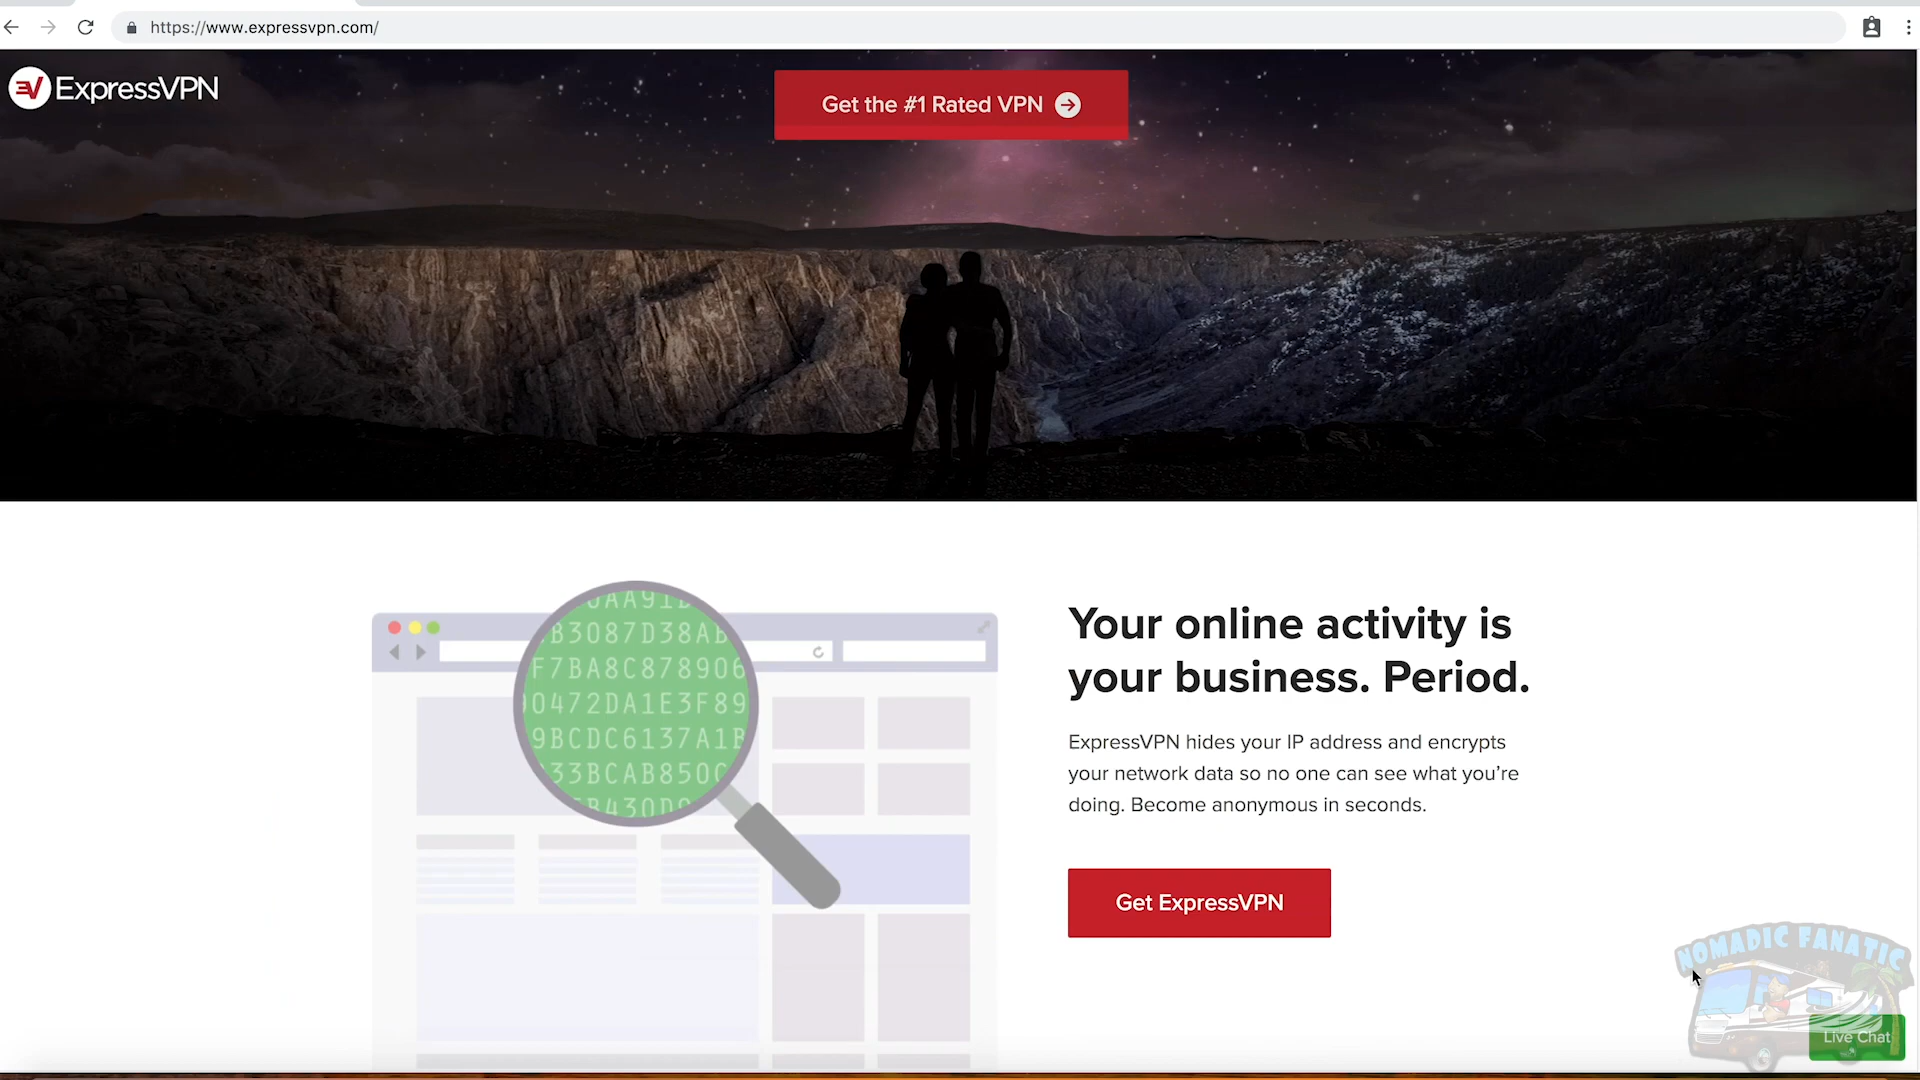 https://www.expressvpn.com/
ExpressVPN
Get the #1 Rated VPN
B3087D38AB
F7BA8C878906
0472DA1E3F89
9BCDC6137A1B
33BCAB850C
Your online activity is
your business. Period.
ExpressVPN hides your IP address and encrypts
your network data so no one can see what you’re
doing. Become anonymous in seconds.
Get ExpressVPN
NOMADIC FANATIC
Live Chat